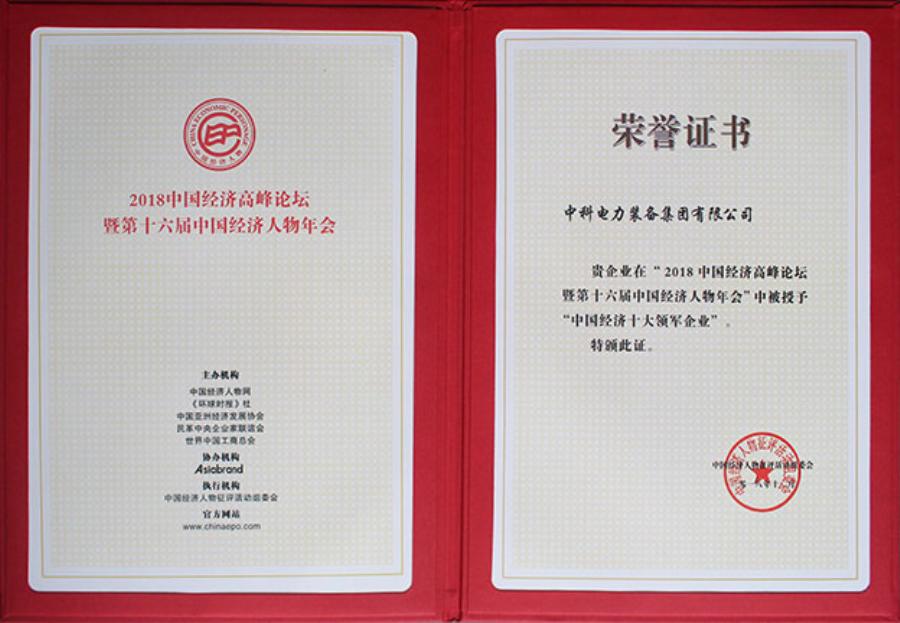 CHINA ECONOMIC PERSONAGE
中国经济人物
2018中国经济高峰论坛
暨第十六届中国经济人物年会
主办机构
中国经济人物网
《环球时报》社
中国亚洲经济发展协会
民革中央企业家联谊会
世界中国工商总会
协办机构
Asiabrand
执行机构
中国经济人物征评活动组委会
官方网站
www.chinaepo.com
荣誉证书
中科电力装备集团有限公司
贵企业在“2018中国经济高峰论坛
暨第十六届中国经济人物年会”中被授予
“中国经济十大领军企业”。
特颁此证。
中国经济人物征评活动组委会